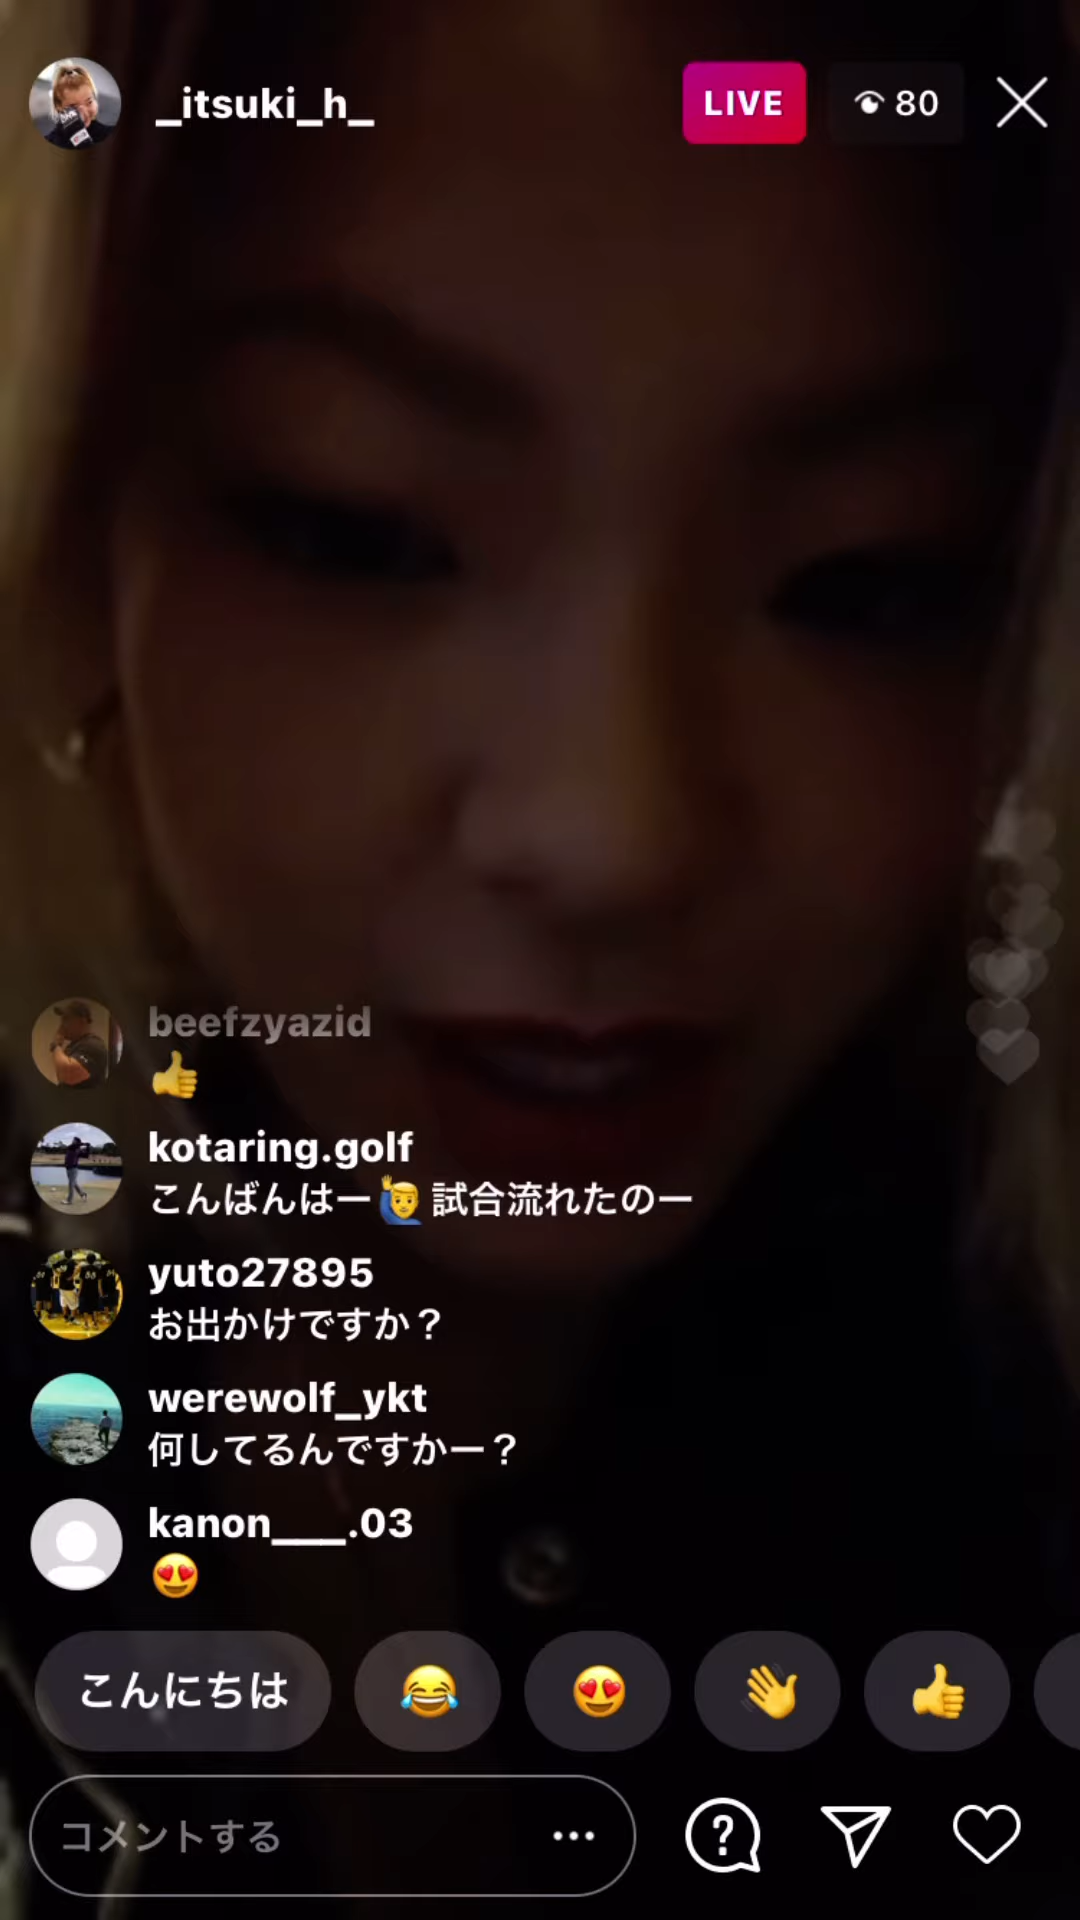 _itsuki_h_
LIVE
80
beefzyazid
👍
kotaring.golf
こんばんはー🙋‍♂️ 試合流れたのー
yuto27895
お出かけですか？
werewolf_ykt
何してるんですかー？
kanon___.03
😍
こんにちは 😂 😍 👋 👍
コメントする